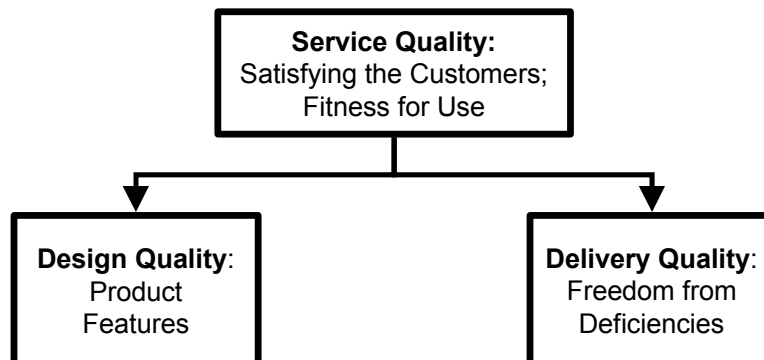 Service Quality:
Satisfying the Customers;
Fitness for Use
Design Quality:
Product
Features
Delivery Quality:
Freedom from
Deficiencies